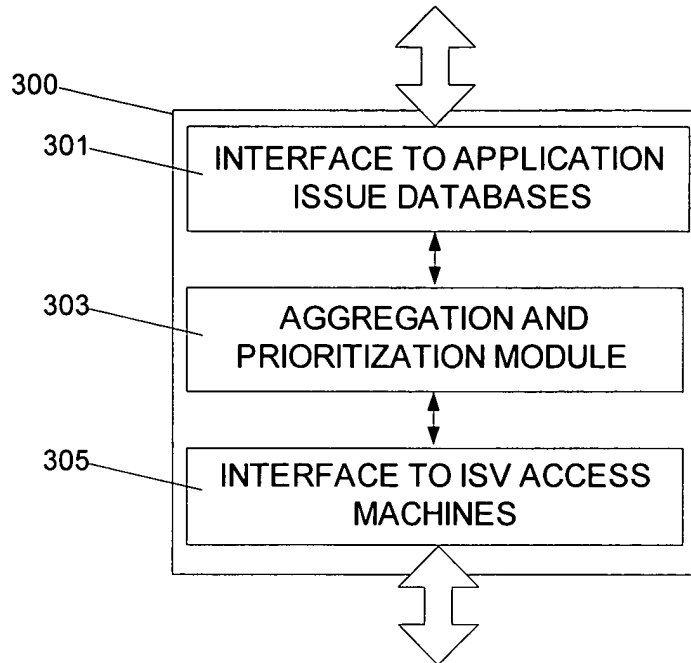 300
301
INTERFACE TO APPLICATION
ISSUE DATABASES
303
AGGREGATION AND
PRIORITIZATION MODULE
305
INTERFACE TO ISV ACCESS
MACHINES